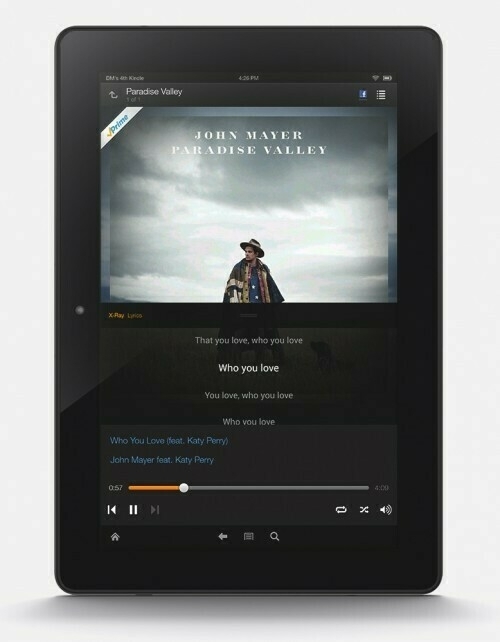 DM's 4th Kindle
4:26 PM
Paradise Valley
1 of 1
Prime
JOHN MAYER
PARADISE VALLEY
X-Ray Lyrics
That you love, who you love
Who you love
You love, who you love
Who you love
Who You Love (feat. Katy Perry)
John Mayer feat. Katy Perry
0:57
4:09